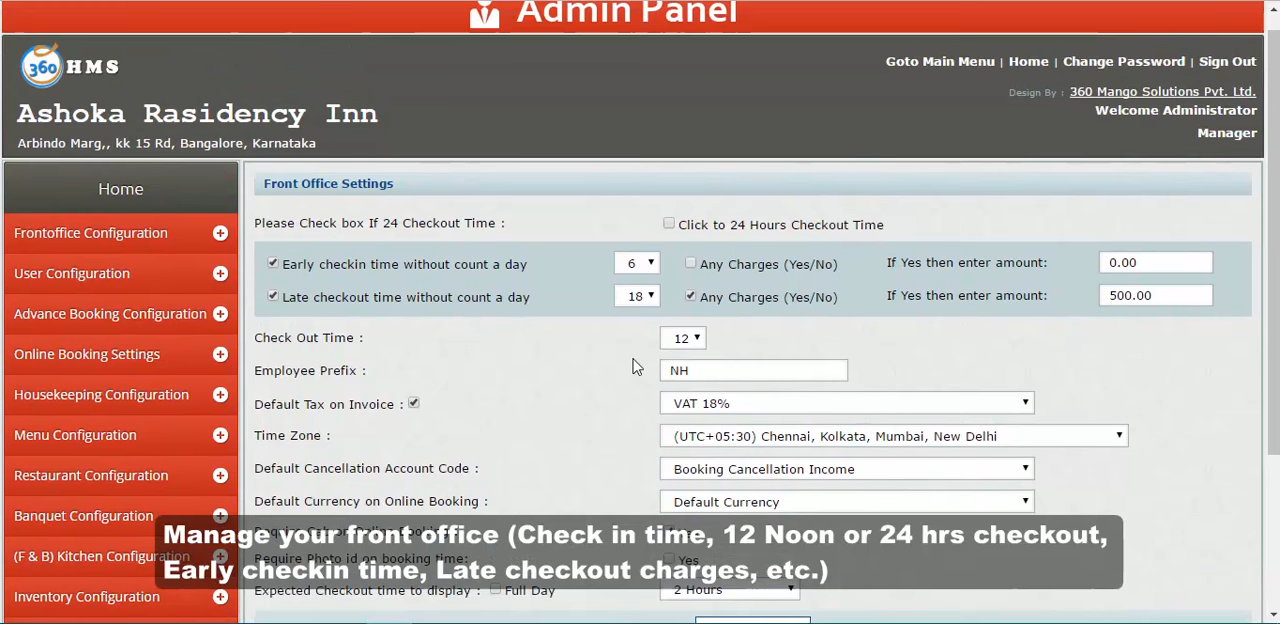 Admin Panel
360 HMS
Goto Main Menu | Home | Change Password | Sign Out
Design By : 360 Mango Solutions Pvt. Ltd.
Ashoka Rasidency Inn
Welcome Administrator
Arbindo Marg,, kk 15 Rd, Bangalore, Karnataka
Manager
Home
Frontoffice Configuration
User Configuration
Advance Booking Configuration
Online Booking Settings
Housekeeping Configuration
Menu Configuration
Restaurant Configuration
Banquet Configuration
(F & B) Kitchen Configuration
Inventory Configuration
Front Office Settings
Please Check box If 24 Checkout Time : Click to 24 Hours Checkout Time
Early checkin time without count a day 6 Any Charges (Yes/No) If Yes then enter amount: 0.00
Late checkout time without count a day 18 Any Charges (Yes/No) If Yes then enter amount: 500.00
Check Out Time : 12
Employee Prefix : NH
Default Tax on Invoice : VAT 18%
Time Zone : (UTC+05:30) Chennai, Kolkata, Mumbai, New Delhi
Default Cancellation Account Code : Booking Cancellation Income
Default Currency on Online Booking : Default Currency
Require Photo id on booking time: Yes
Expected Checkout time to display : Full Day 2 Hours
Manage your front office (Check in time, 12 Noon or 24 hrs checkout,
Early checkin time, Late checkout charges, etc.)